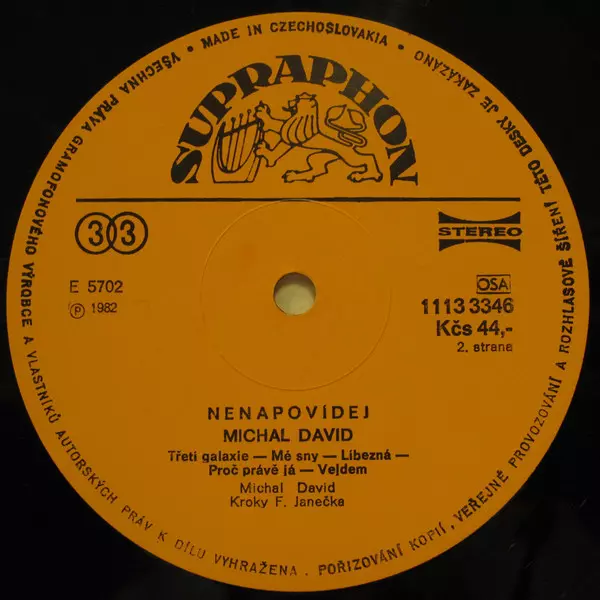 VŠECHNA PRÁVA GRAMOFONOVÉHO VÝROBCE A VLASTNÍKŮ AUTORSKÝCH PRÁV K DÍLU VYHRAŽENA . POŘIZOVÁNÍ KOPIÍ, VEŘEJNÉ PROVOZOVÁNÍ A ROZHLASOVÉ ŠÍŘENÍ TÉTO DESKY JE ZAKÁZÁNO
• MADE IN CZECHOSLOVAKIA •
SUPRAPHON
33
STEREO
E 5702
Ⓟ 1982
OSA
1113 3346
Kčs 44,-
2. strana
NENAPOVÍDEJ
MICHAL DAVID
Třetí galaxie — Mé sny — Líbezná —
Proč právě já — Vejdem
Michal David
Kroky F. Janečka